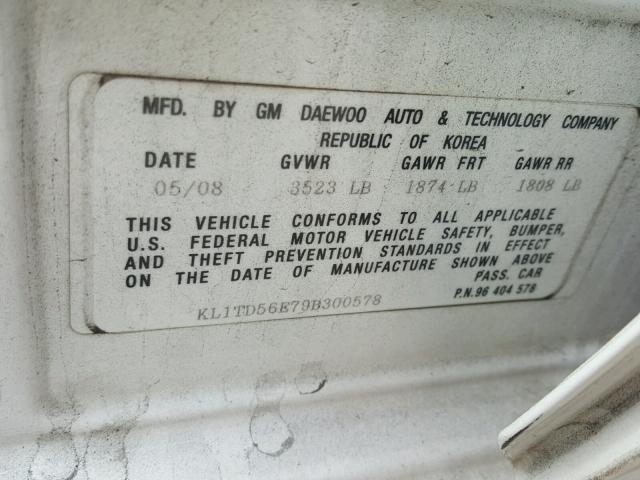 MFD. BY GM DAEWOO AUTO & TECHNOLOGY COMPANY
REPUBLIC OF KOREA
DATE GVWR GAWR FRT GAWR RR
05/08 3523 LB 1874 LB 1808 LB
THIS VEHICLE CONFORMS TO ALL APPLICABLE
U.S. FEDERAL MOTOR VEHICLE SAFETY, BUMPER,
AND THEFT PREVENTION STANDARDS IN EFFECT
ON THE DATE OF MANUFACTURE SHOWN ABOVE
PASS. CAR
KL1TD56E79B300578 P.N.96 404 578